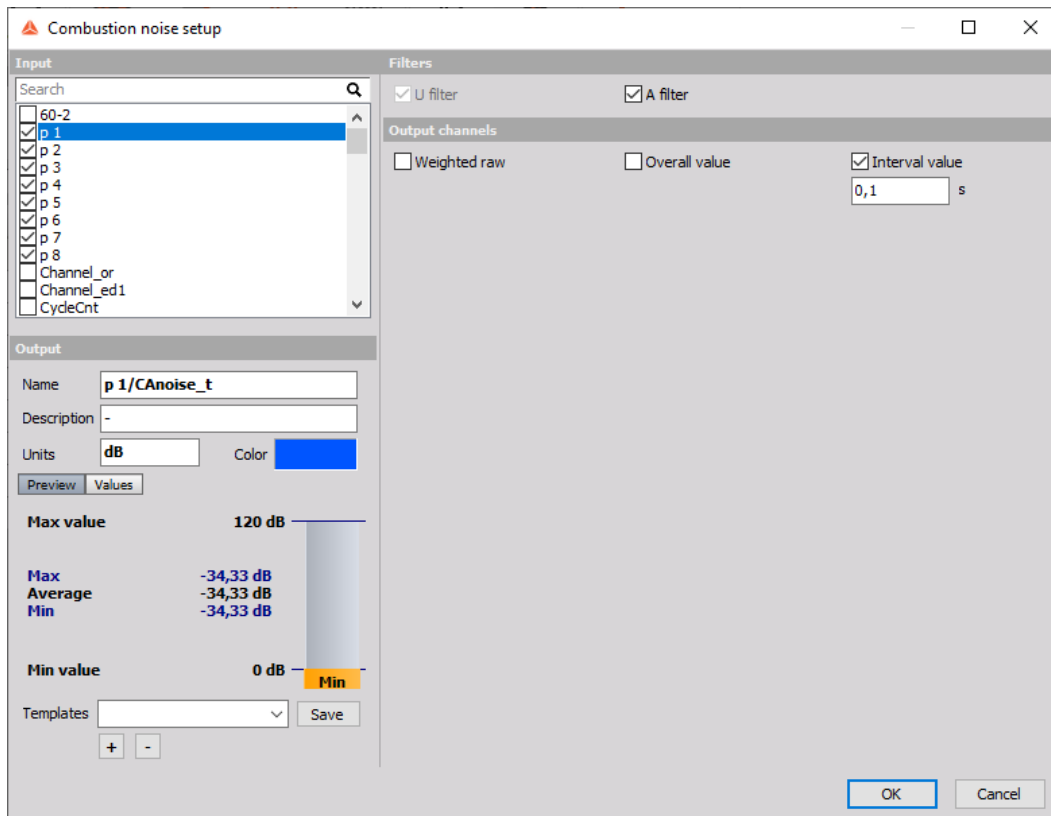 Combustion noise setup
Input
Search
60-2
p 1
p 2
p 3
p 4
p 5
p 6
p 7
p 8
Channel_or
Channel_ed1
CycleCnt
Output
Name p 1/CAnoise_t
Description -
Units dB Color
Preview Values
Max value 120 dB
Max -34,33 dB
Average -34,33 dB
Min -34,33 dB
Min value 0 dB
Min
Templates Save
+ -
Filters
U filter A filter
Output channels
Weighted raw Overall value Interval value
0,1 s
OK Cancel